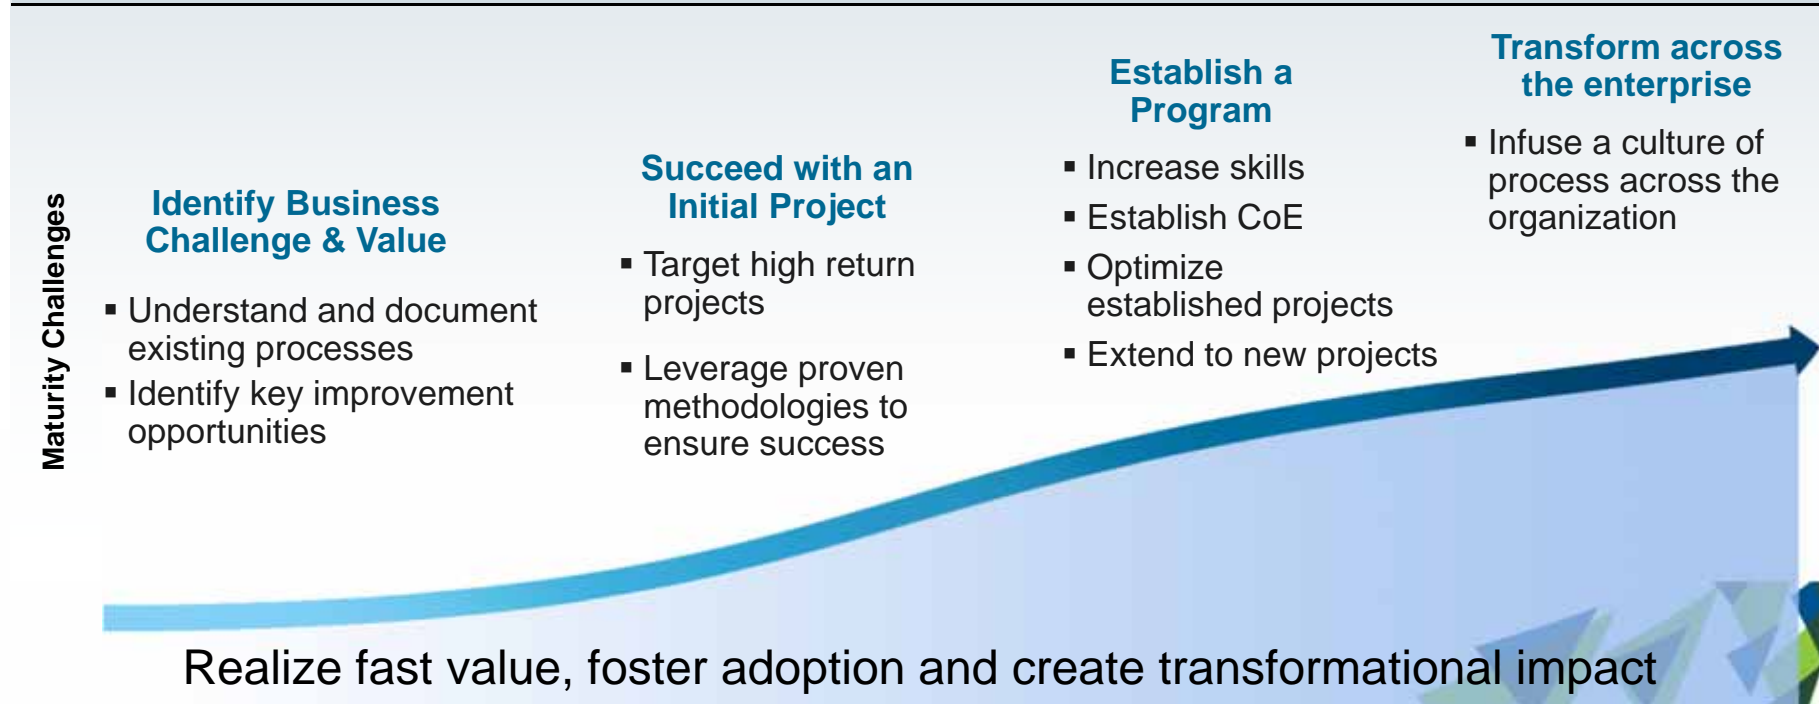 Maturity Challenges
Identify Business
Challenge & Value
▪ Understand and document
existing processes
▪ Identify key improvement
opportunities
Succeed with an
Initial Project
▪ Target high return
projects
▪ Leverage proven
methodologies to
ensure success
Establish a
Program
▪ Increase skills
▪ Establish CoE
▪ Optimize
established projects
▪ Extend to new projects
Transform across
the enterprise
▪ Infuse a culture of
process across the
organization
Realize fast value, foster adoption and create transformational impact